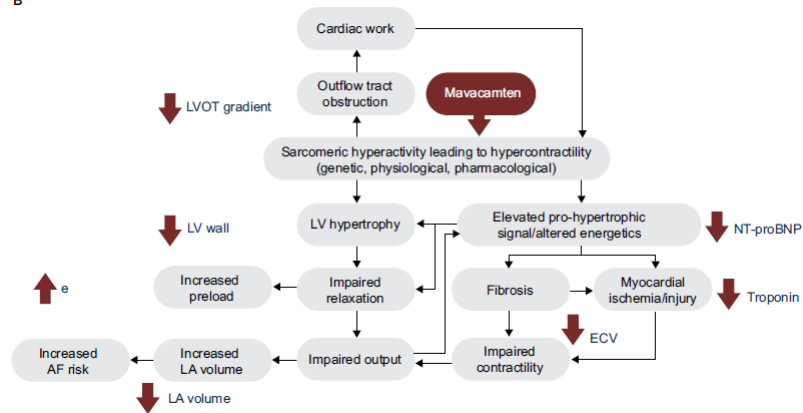 B
Cardiac work
Outflow tract
obstruction
Mavacamten
LVOT gradient
Sarcomeric hyperactivity leading to hypercontractility
(genetic, physiological, pharmacological)
LV wall
LV hypertrophy
Elevated pro-hypertrophic
signal/altered energetics
NT-proBNP
e
Increased
preload
Impaired
relaxation
Fibrosis
Myocardial
ischemia/injury
Troponin
ECV
Increased
AF risk
Increased
LA volume
Impaired output
Impaired
contractility
LA volume